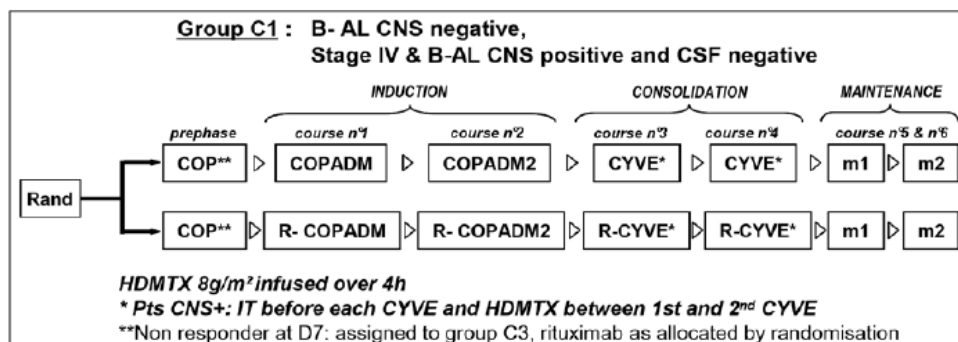 Group C1 : B- AL CNS negative,
Stage IV & B-AL CNS positive and CSF negative
INDUCTION CONSOLIDATION MAINTENANCE
prephase course n°1 course n°2 course n°3 course n°4 course n°5 & n°6
COP** COPADM COPADM2 CYVE* CYVE* m1 m2
Rand
COP** R- COPADM R- COPADM2 R-CYVE* R-CYVE* m1 m2
HDMTX 8g/m² infused over 4h
* Pts CNS+: IT before each CYVE and HDMTX between 1st and 2nd CYVE
**Non responder at D7: assigned to group C3, rituximab as allocated by randomisation